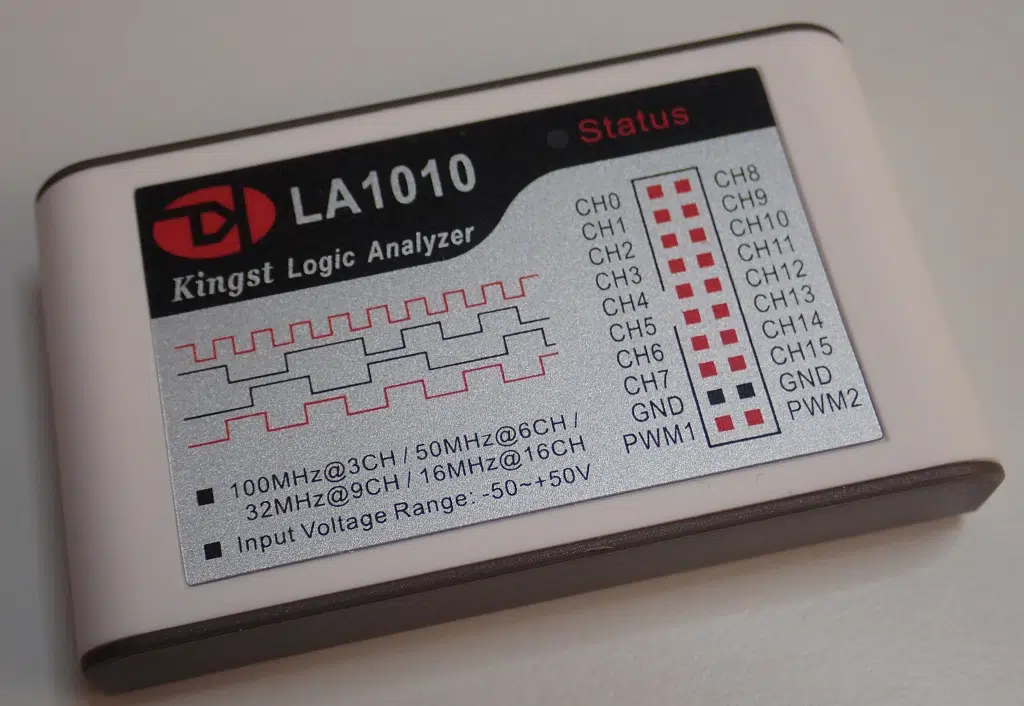 Status
LA1010
Kingst Logic Analyzer
CH0 CH8
CH1 CH9
CH2 CH10
CH3 CH11
CH4 CH12
CH5 CH13
CH6 CH14
CH7 CH15
GND GND
PWM1 PWM2
100MHz@3CH / 50MHz@6CH /
32MHz@9CH / 16MHz@16CH
Input Voltage Range: -50~+50V